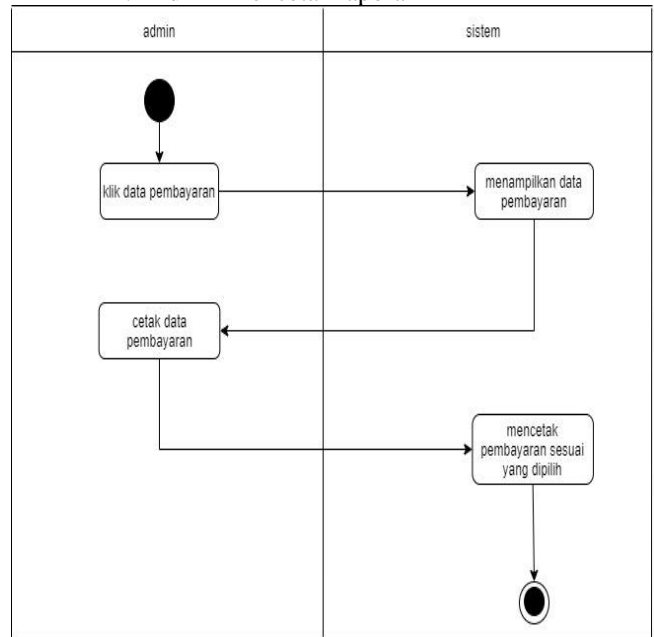 admin
sistem
klik data pembayaran
menampilkan data
pembayaran
cetak data
pembayaran
mencetak
pembayaran sesuai
yang dipilih